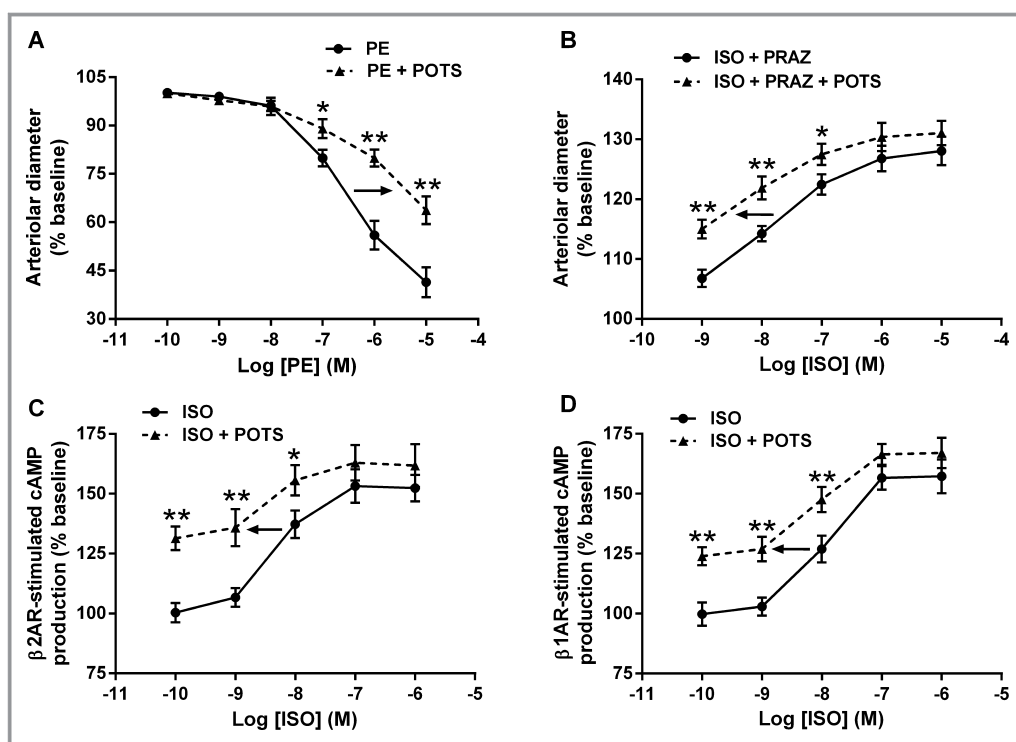 A
PE
PE + POTS
Arteriolar diameter
(% baseline)
105
90
75
60
45
30
*
**
**
-11
-10
-9
-8
-7
-6
-5
-4
Log [PE] (M)
B
ISO + PRAZ
ISO + PRAZ + POTS
Arteriolar diameter
(% baseline)
140
130
120
110
100
**
**
*
-10
-9
-8
-7
-6
-5
-4
Log [ISO] (M)
C
ISO
ISO + POTS
β2AR-stimulated cAMP
production (% baseline)
175
150
125
100
75
**
**
*
-11
-10
-9
-8
-7
-6
-5
Log [ISO] (M)
D
ISO
ISO + POTS
β1AR-stimulated cAMP
production (% baseline)
175
150
125
100
75
**
**
**
-11
-10
-9
-8
-7
-6
-5
Log [ISO] (M)